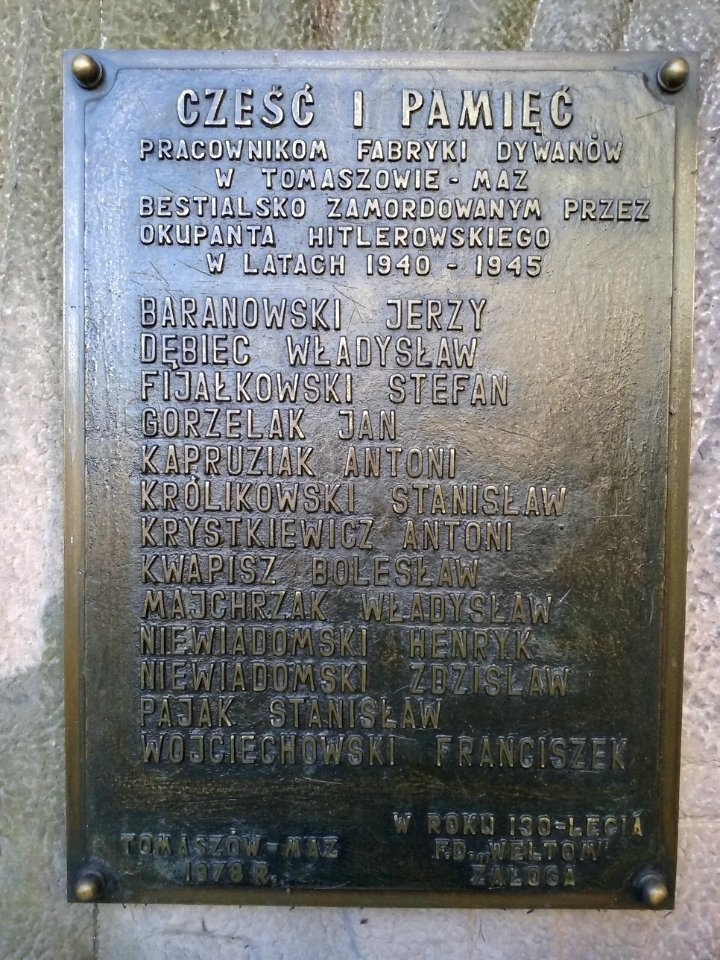 CZEŚĆ I PAMIĘĆ
PRACOWNIKOM FABRYKI DYWANÓW
W TOMASZOWIE - MAZ
BESTIALSKO ZAMORDOWANYM PRZEZ
OKUPANTA HITLEROWSKIEGO
W LATACH 1940 - 1945
BARANOWSKI JERZY
DĘBIEC WŁADYSŁAW
FIJAŁKOWSKI STEFAN
GORZELAK JAN
KAPRUZIAK ANTONI
KRÓLIKOWSKI STANISŁAW
KRYSTKIEWICZ ANTONI
KWAPISZ BOLESŁAW
MAJCHRZAK WŁADYSŁAW
NIEWIADOMSKI HENRYK
NIEWIADOMSKI ZDZISŁAW
PAJAK STANISŁAW
WOJCIECHOWSKI FRANCISZEK
TOMASZÓW - MAZ
1978 R.
W ROKU 130-LECIA
F.D. „WELTOM"
ZAŁOGA